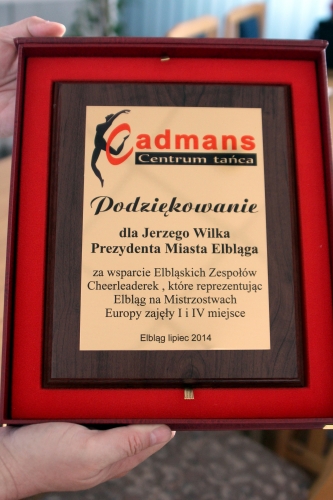 Cadmans
Centrum tańca
Podziękowanie
dla Jerzego Wilka
Prezydenta Miasta Elbląga
za wsparcie Elbląskich Zespołów
Cheerleaderek , które reprezentując
Elbląg na Mistrzostwach
Europy zajęły I i IV miejsce
Elbląg lipiec 2014